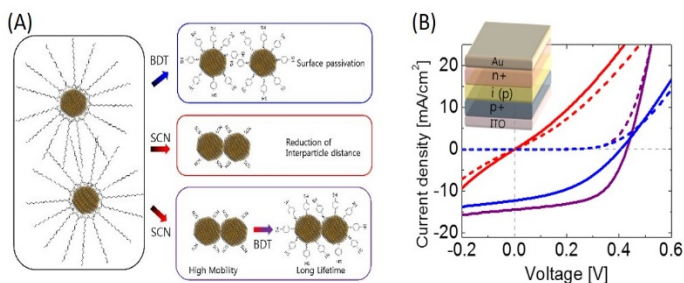 (A)
BDT
Surface passivation
SCN
Reduction of
Interparticle distance
SCN
BDT
High Mobility
Long Lifetime
(B)
Au
n+
i (p)
p+
ITO
Current density [mA/cm²]
20
10
0
-10
-20
-0.2
0.0
0.2
0.4
0.6
Voltage [V]